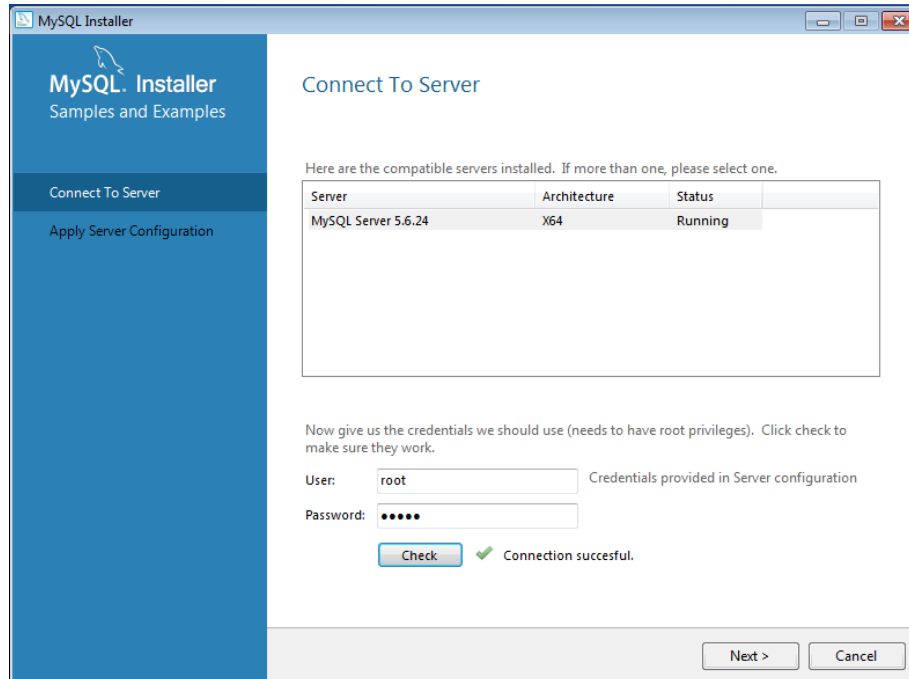 MySQL Installer
MySQL. Installer
Samples and Examples
Connect To Server
Apply Server Configuration
Connect To Server
Here are the compatible servers installed. If more than one, please select one.
Server Architecture Status
MySQL Server 5.6.24 X64 Running
Now give us the credentials we should use (needs to have root privileges). Click check to
make sure they work.
User: root Credentials provided in Server configuration
Password: •••••
Check Connection succesful.
Next > Cancel